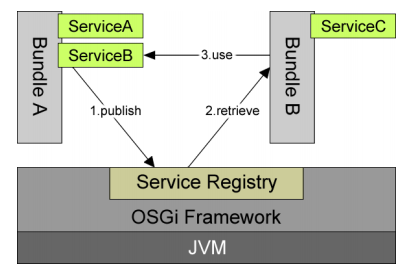 ServiceA
ServiceB
Bundle A
ServiceC
Bundle B
3.use
1.publish
2.retrieve
Service Registry
OSGi Framework
JVM